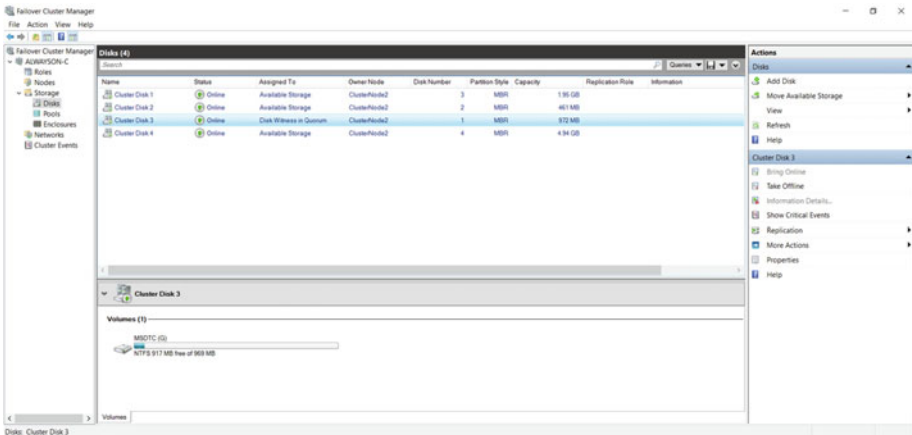 Failover Cluster Manager
File Action View Help
Failover Cluster Manager
ALWAYSON-C
Roles
Nodes
Storage
Disks
Pools
Enclosures
Networks
Cluster Events
Disks (4)
Search
Queries
Name Status Assigned To Owner Node Disk Number Partition Style Capacity Replication Role Information
Cluster Disk 1 Online Available Storage ClusterNode2 3 MBR 1.95 GB
Cluster Disk 2 Online Available Storage ClusterNode2 2 MBR 461 MB
Cluster Disk 3 Online Disk Witness in Quorum ClusterNode2 1 MBR 972 MB
Cluster Disk 4 Online Available Storage ClusterNode2 4 MBR 4.94 GB
Cluster Disk 3
Volumes (1)
MSDTC (G)
NTFS 917 MB free of 969 MB
Volumes
Actions
Disks
Add Disk
Move Available Storage
View
Refresh
Help
Cluster Disk 3
Bring Online
Take Offline
Information Details...
Show Critical Events
Replication
More Actions
Properties
Help
Disks: Cluster Disk 3